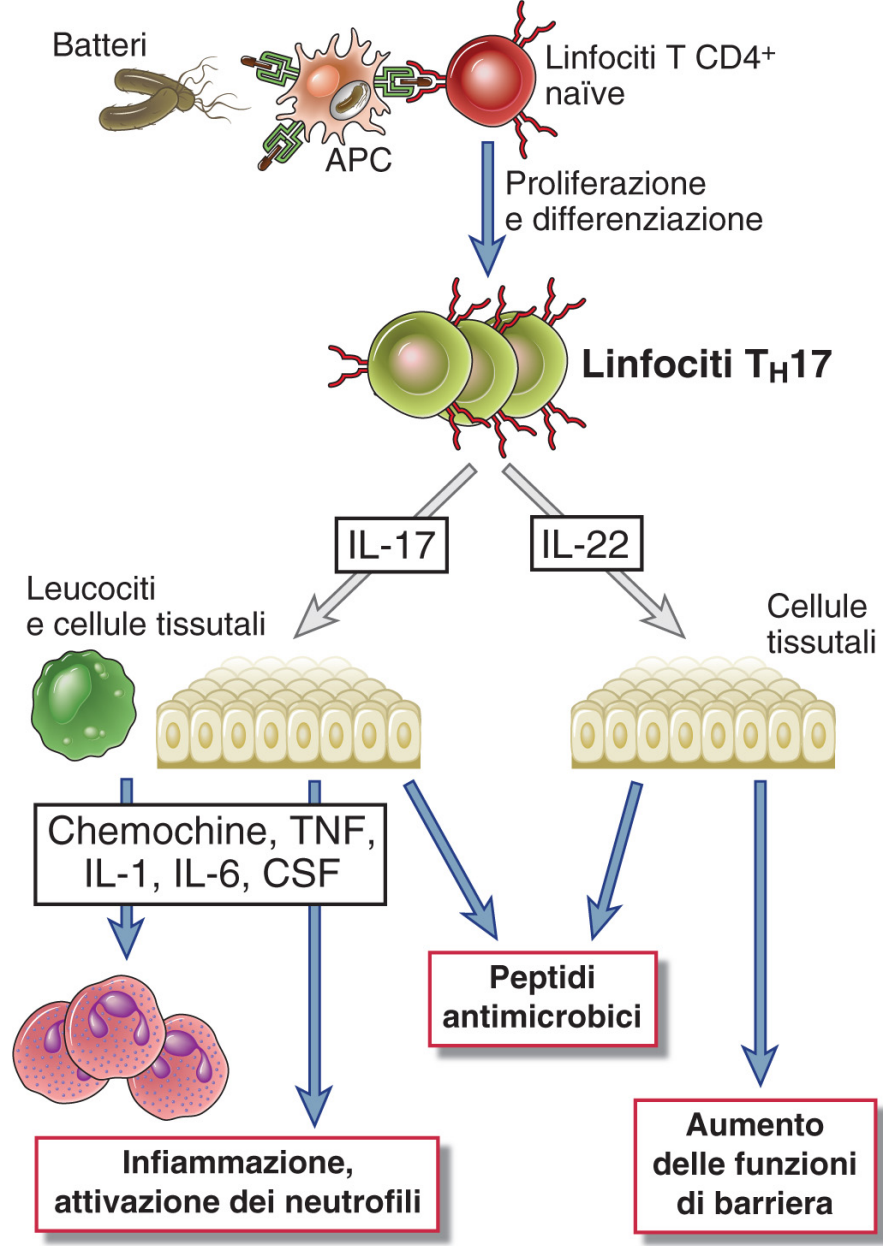 Batteri
APC
Linfociti T CD4+
naïve
Proliferazione
e differenziazione
Linfociti TH17
IL-17
IL-22
Leucociti
e cellule tissutali
Cellule
tissutali
Chemochine, TNF,
IL-1, IL-6, CSF
Peptidi
antimicrobici
Infiammazione,
attivazione dei neutrofili
Aumento
delle funzioni
di barriera